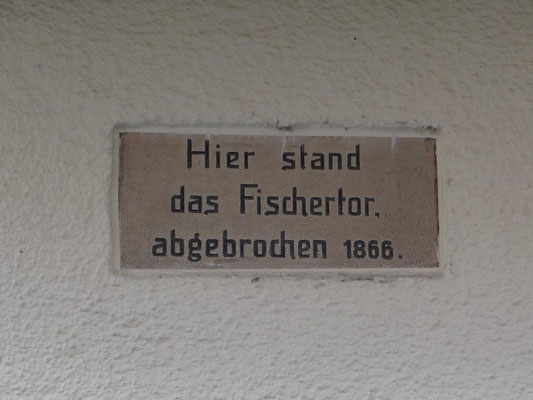 Hier stand
das Fischertor,
abgebrochen 1866.